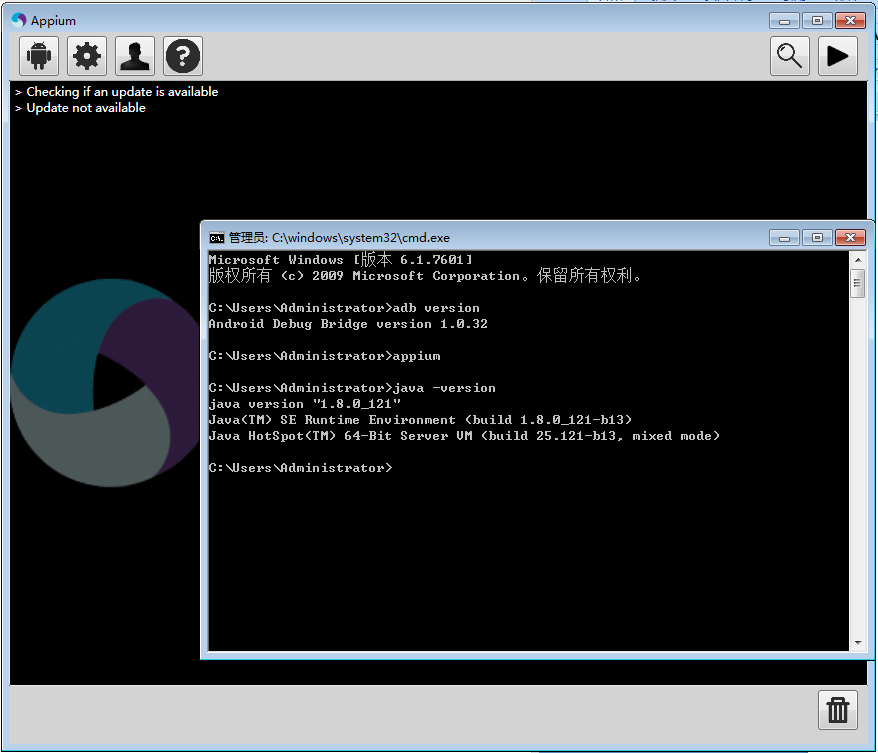 Appium
> Checking if an update is available
> Update not available
管理员: C:\windows\system32\cmd.exe
Microsoft Windows [版本 6.1.7601]
版权所有 (c) 2009 Microsoft Corporation。保留所有权利。
C:\Users\Administrator>adb version
Android Debug Bridge version 1.0.32
C:\Users\Administrator>appium
C:\Users\Administrator>java -version
java version "1.8.0_121"
Java(TM) SE Runtime Environment (build 1.8.0_121-b13)
Java HotSpot(TM) 64-Bit Server VM (build 25.121-b13, mixed mode)
C:\Users\Administrator>